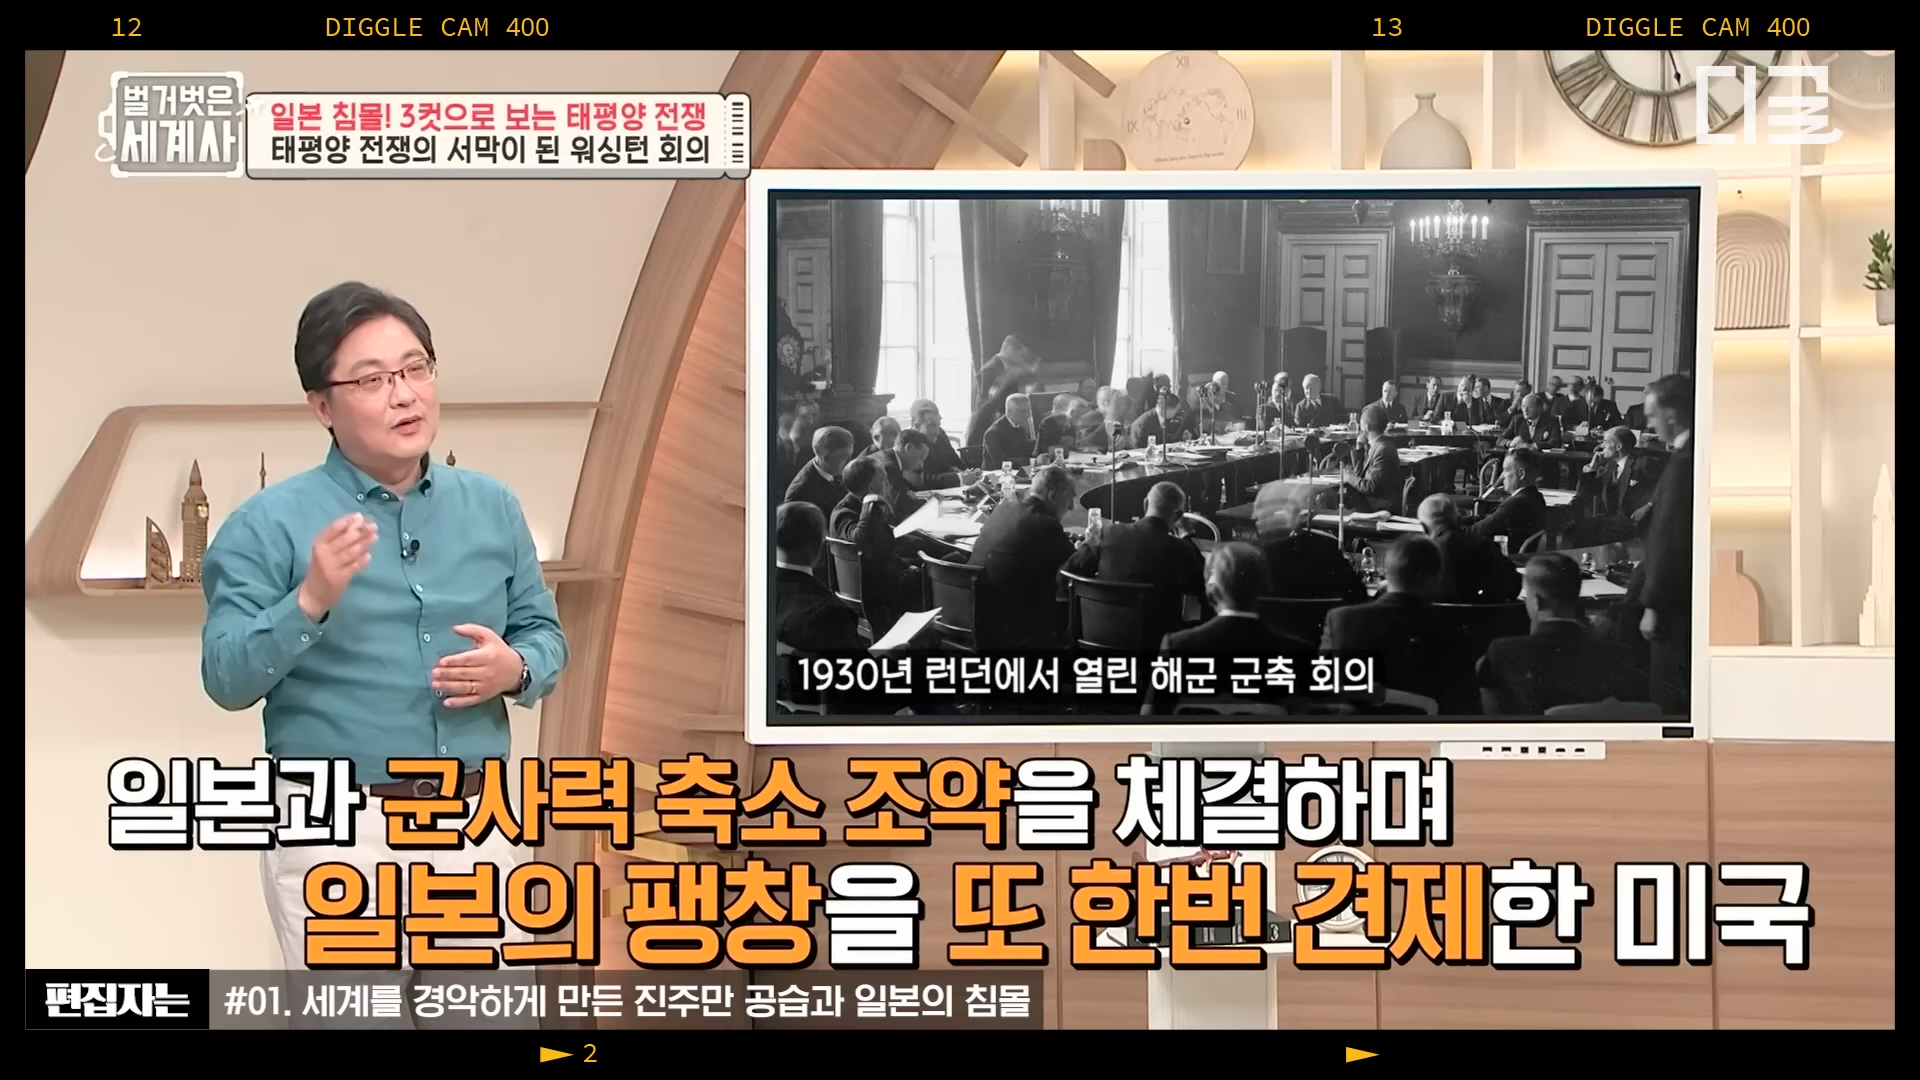 12
DIGGLE CAM 400
13
DIGGLE CAM 400
벌거벗은
세계사
일본 침몰! 3컷으로 보는 태평양 전쟁
태평양 전쟁의 서막이 된 워싱턴 회의
디글
XII
III
IX
1930년 런던에서 열린 해군 군축 회의
일본과 군사력 축소 조약을 체결하며
일본의 팽창을 또 한번 견제한 미국
편집자는
#01. 세계를 경악하게 만든 진주만 공습과 일본의 침몰
2